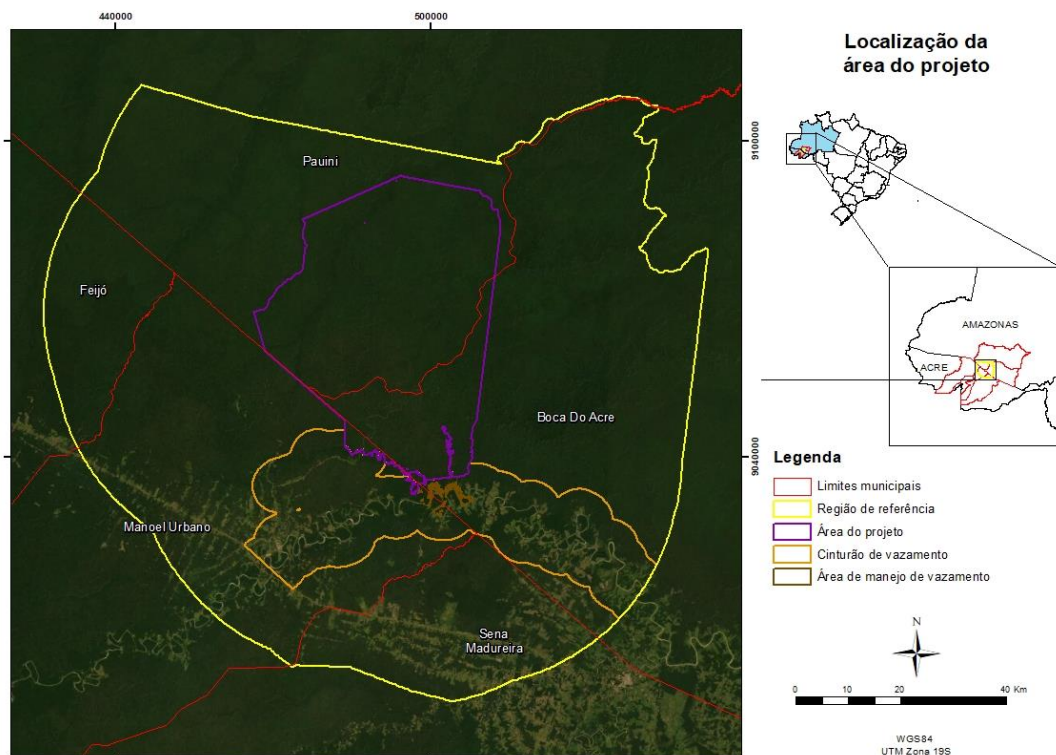 440000
500000
9100000
9040000
Pauini
Feijó
Boca Do Acre
Manoel Urbano
Sena
Madureira
Localização da
área do projeto
AMAZONAS
ACRE
Legenda
Limites municipais
Região de referência
Área do projeto
Cinturão de vazamento
Área de manejo de vazamento
N
0 5 10 20 40 Km
WGS84
UTM Zona 19S